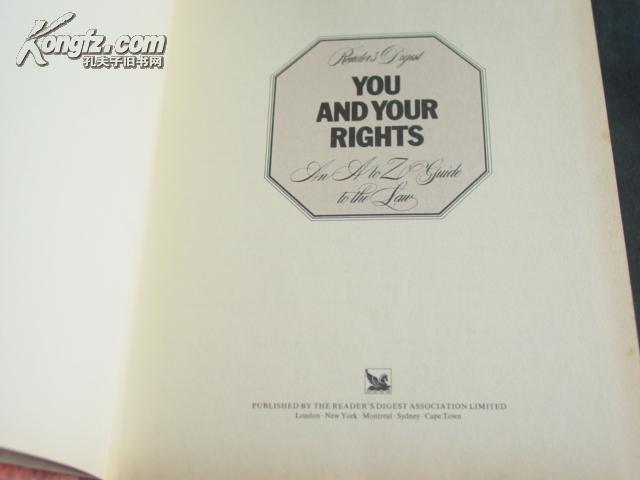 Kongfz.com
孔夫子旧书网
Reader's Digest
YOU
AND YOUR
RIGHTS
An A to Z Guide
to the Law
PUBLISHED BY THE READER'S DIGEST ASSOCIATION LIMITED
London · New York · Montreal · Sydney · Cape Town